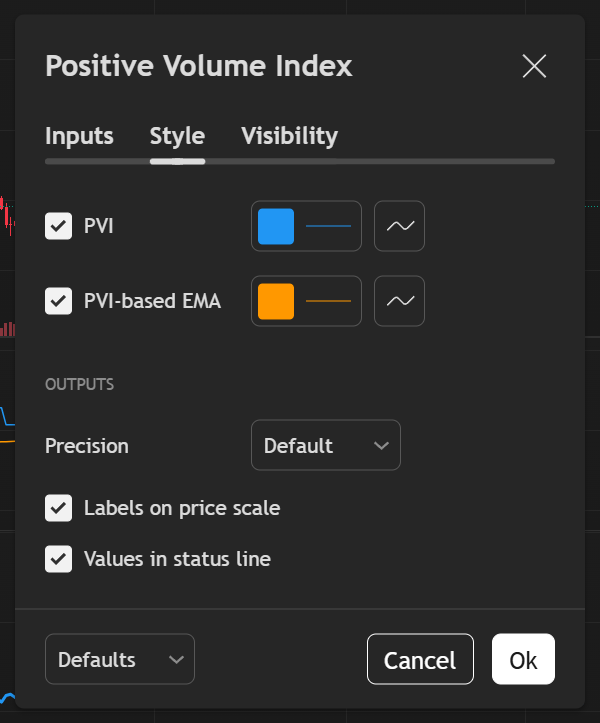 Positive Volume Index
Inputs Style Visibility
PVI
PVI-based EMA
OUTPUTS
Precision Default
Labels on price scale
Values in status line
Defaults Cancel Ok